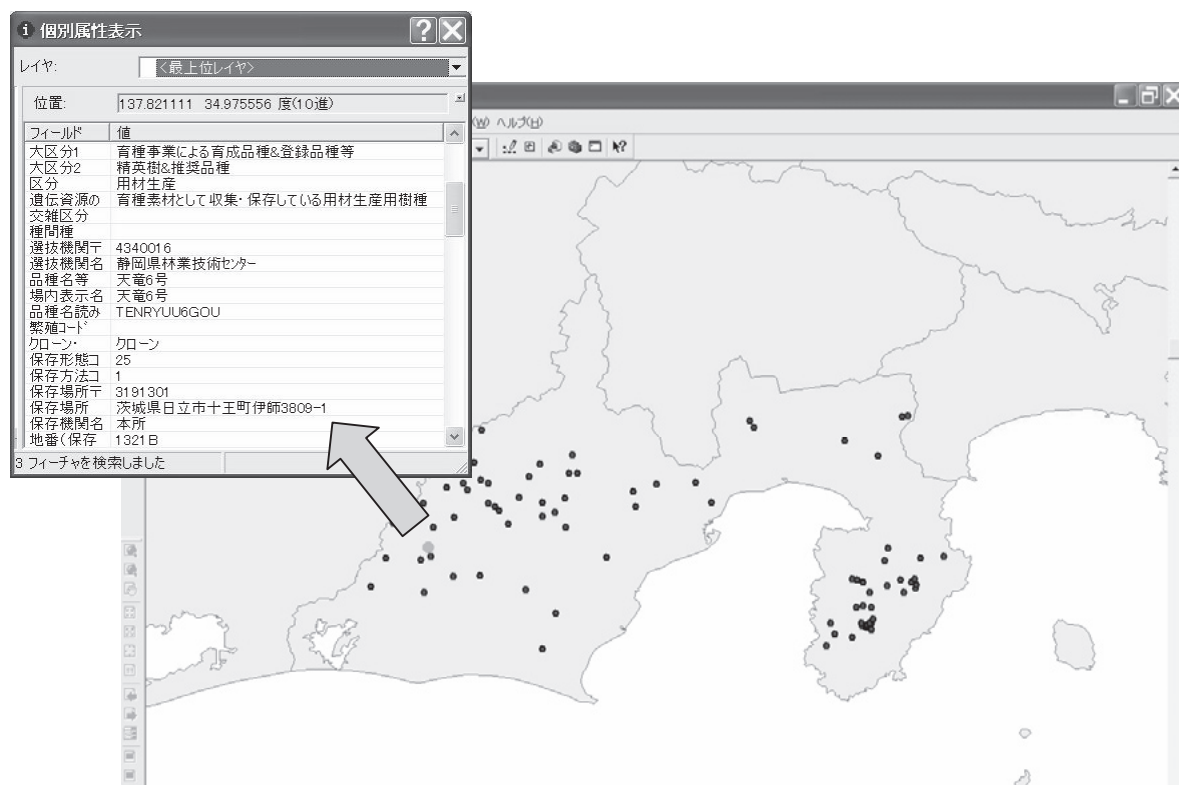 個別属性表示
レイヤ: <最上位レイヤ>
位置: 137.821111 34.975556 度(10進)
フィールド 値
大区分1 育種事業による育成品種&登録品種等
大区分2 精英樹&推奨品種
区分 用材生産
遺伝資源の 育種素材として収集・保存している用材生産用樹種
交雑区分
種間種
選抜機関〒 4340016
選抜機関名 静岡県林業技術センター
品種名等 天竜6号
場内表示名 天竜6号
品種名読み TENRYUU6GOU
繁殖コード
クローン・ クローン
保存形態コ 25
保存方法コ 1
保存場所〒 3191301
保存場所 茨城県日立市十王町伊師3809-1
保存機関名 本所
地番(保存 1321B
3 フィーチャを検索しました
(W) ヘルプ(H)